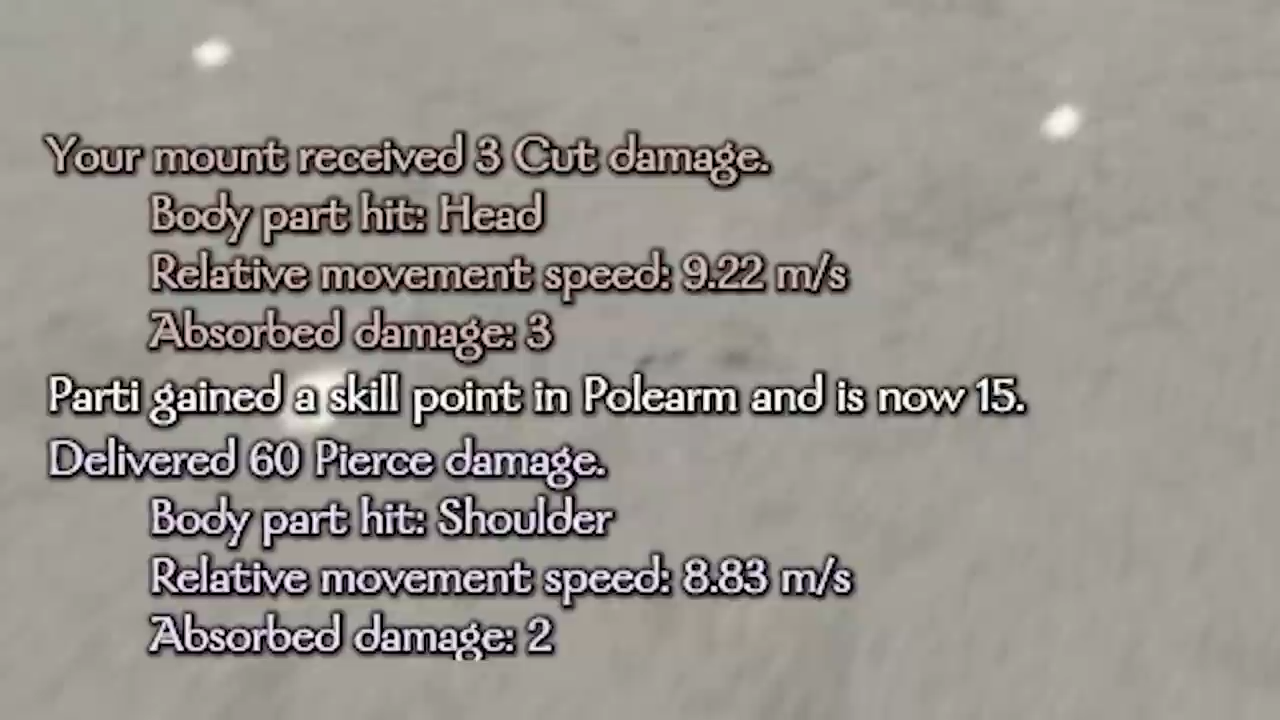 Your mount received 3 Cut damage.
Body part hit: Head
Relative movement speed: 9.22 m/s
Absorbed damage: 3
Parti gained a skill point in Polearm and is now 15.
Delivered 60 Pierce damage.
Body part hit: Shoulder
Relative movement speed: 8.83 m/s
Absorbed damage: 2